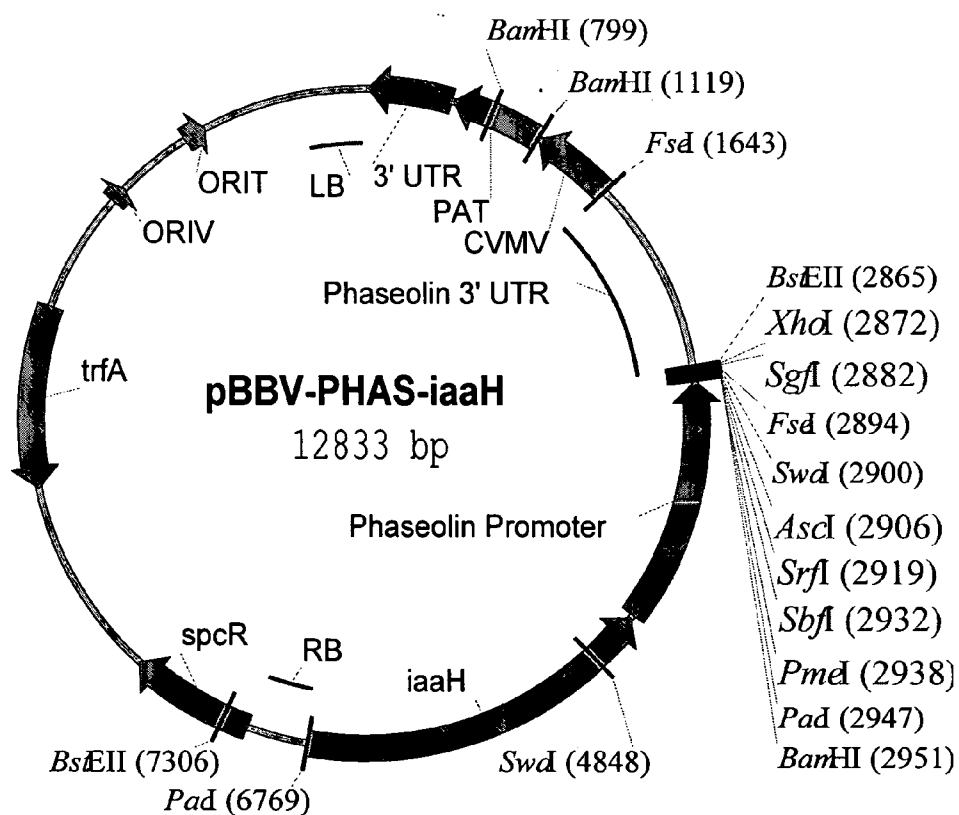 BamHI (799)
BamHI (1119)
FseI (1643)
ORIT
LB
3' UTR
PAT
CVMV
ORIV
Phaseolin 3' UTR
BstEII (2865)
XhoI (2872)
SgfI (2882)
FseI (2894)
SwaI (2900)
AscI (2906)
SrfI (2919)
SbfI (2932)
PmeI (2938)
PacI (2947)
BamHI (2951)
trfA
pBBV-PHAS-iaaH
12833 bp
Phaseolin Promoter
spcR
RB
iaaH
BstEII (7306)
PacI (6769)
SwaI (4848)